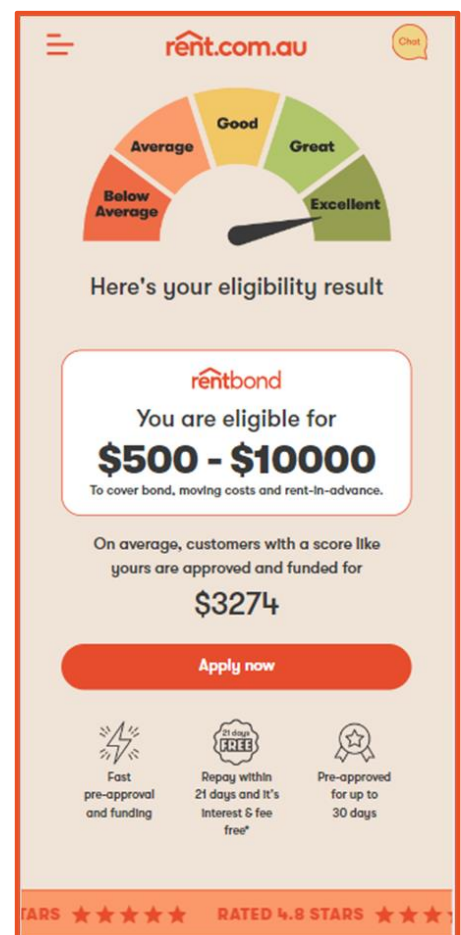 rent.com.au
Chat
Good
Average
Great
Below
Average
Excellent
Here's your eligibility result
rentbond
You are eligible for
$500 - $10000
To cover bond, moving costs and rent-in-advance.
On average, customers with a score like
yours are approved and funded for
$3274
Apply now
21 days
FREE
Fast
pre-approval
and funding
Repay within
21 days and it's
interest & fee
free*
Pre-approved
for up to
30 days
TARS ★★★★★ RATED 4.8 STARS ★★★